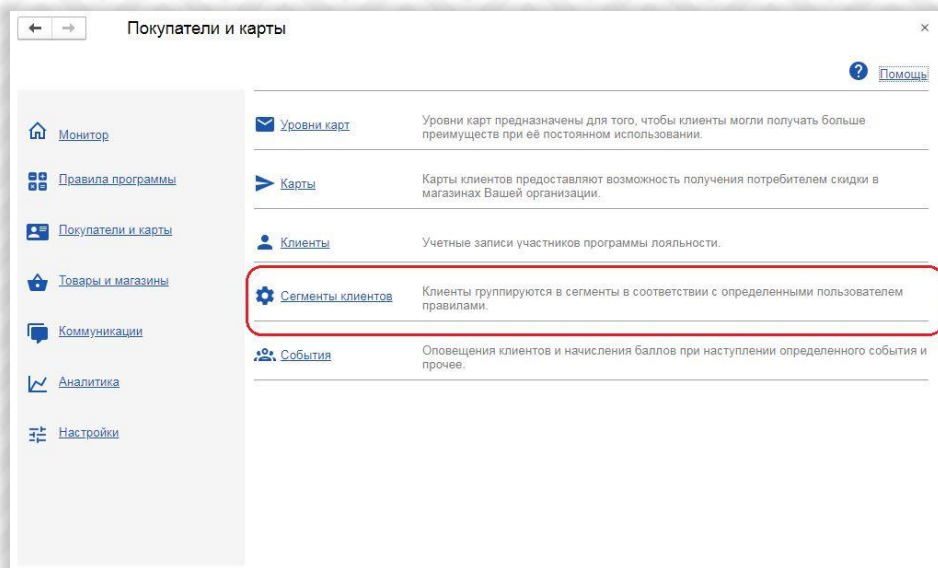 Покупатели и карты
Помощь
Монитор
Правила программы
Покупатели и карты
Товары и магазины
Коммуникации
Аналитика
Настройки
Уровни карт
Уровни карт предназначены для того, чтобы клиенты могли получать больше
преимуществ при её постоянном использовании.
Карты
Карты клиентов предоставляют возможность получения потребителем скидки в
магазинах Вашей организации.
Клиенты
Учетные записи участников программы лояльности.
Сегменты клиентов
Клиенты группируются в сегменты в соответствии с определенными пользователем
правилами.
События
Оповещения клиентов и начисления баллов при наступлении определенного события и
прочее.